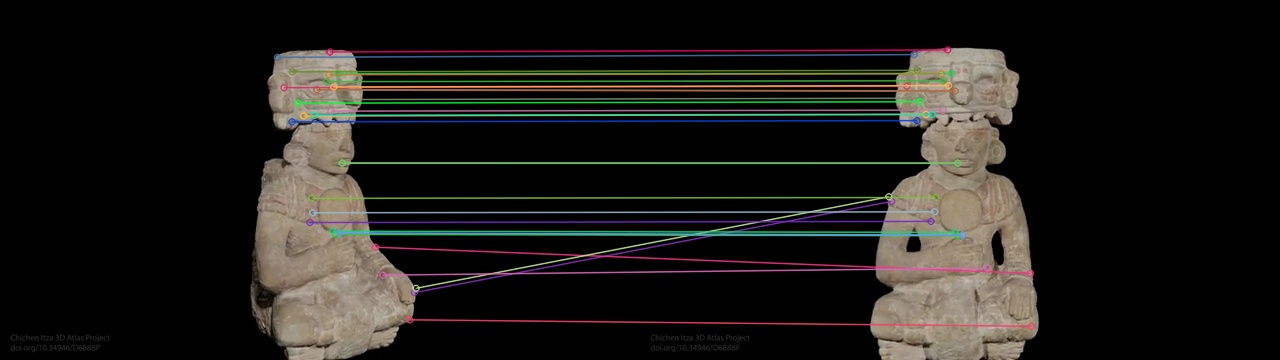 Chichen Itza 3D Atlas Project
doi.org/10.34946/D6B88P
Chichen Itza 3D Atlas Project
doi.org/10.34946/D6B88P